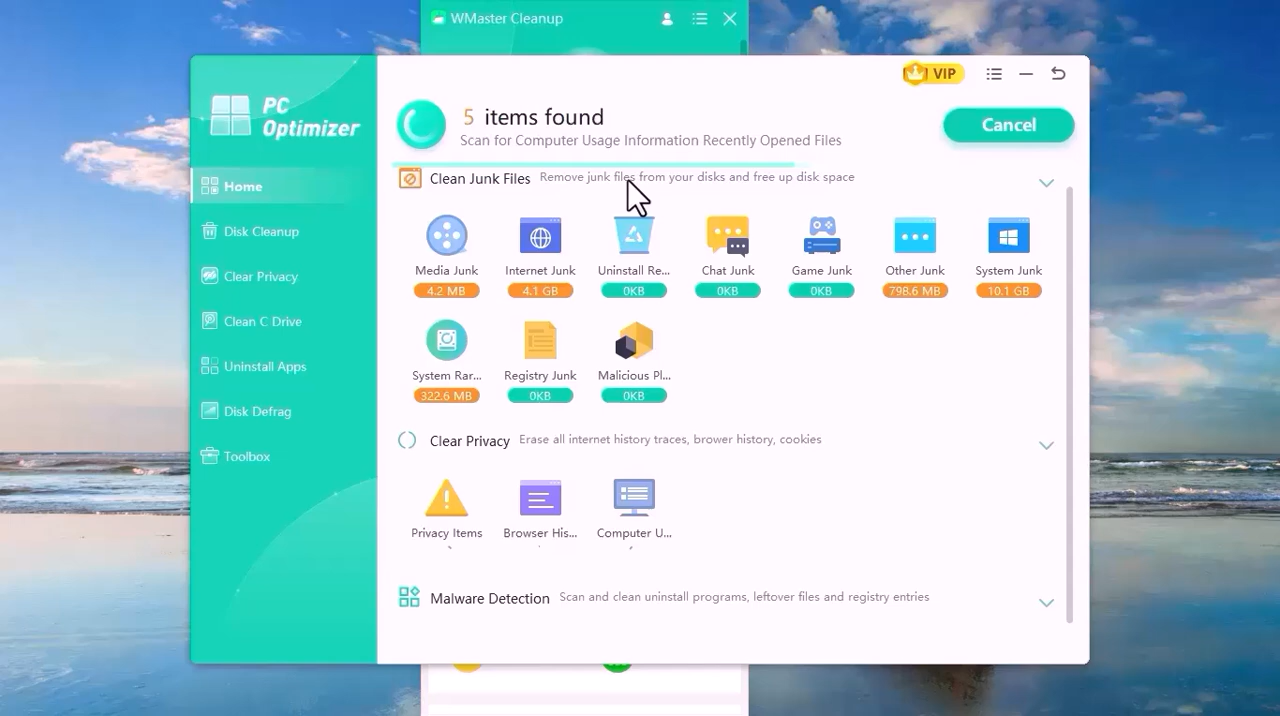 WMaster Cleanup
VIP
PC
Optimizer
5 items found
Scan for Computer Usage Information Recently Opened Files
Cancel
Home
Disk Cleanup
Clear Privacy
Clean C Drive
Uninstall Apps
Disk Defrag
Toolbox
Clean Junk Files Remove junk files from your disks and free up disk space
Media Junk Internet Junk Uninstall Re... Chat Junk Game Junk Other Junk System Junk
4.2 MB 4.1 GB 0KB 0KB 0KB 798.6 MB 10.1 GB
System Rar... Registry Junk Malicious Pl...
322.6 MB 0KB 0KB
Clear Privacy Erase all internet history traces, brower history, cookies
Privacy Items Browser His... Computer U...
Malware Detection Scan and clean uninstall programs, leftover files and registry entries